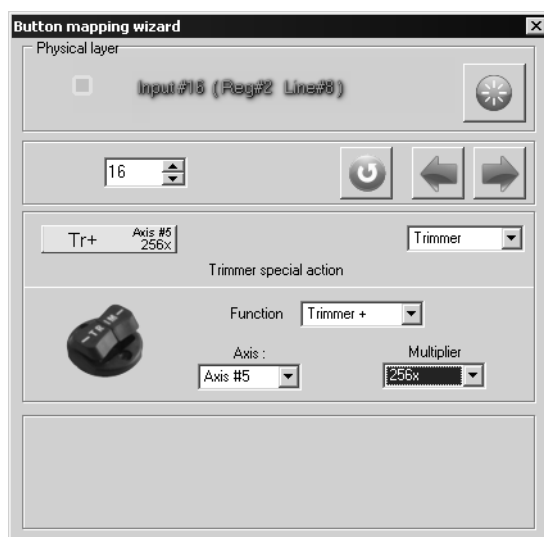 Button mapping wizard
Physical layer
Input#16 (Reg#2 Line#8)
16
Tr+ Axis #5 256x
Trimmer
Trimmer special action
TRIM
Function Trimmer +
Axis : Multiplier
Axis #5 256x